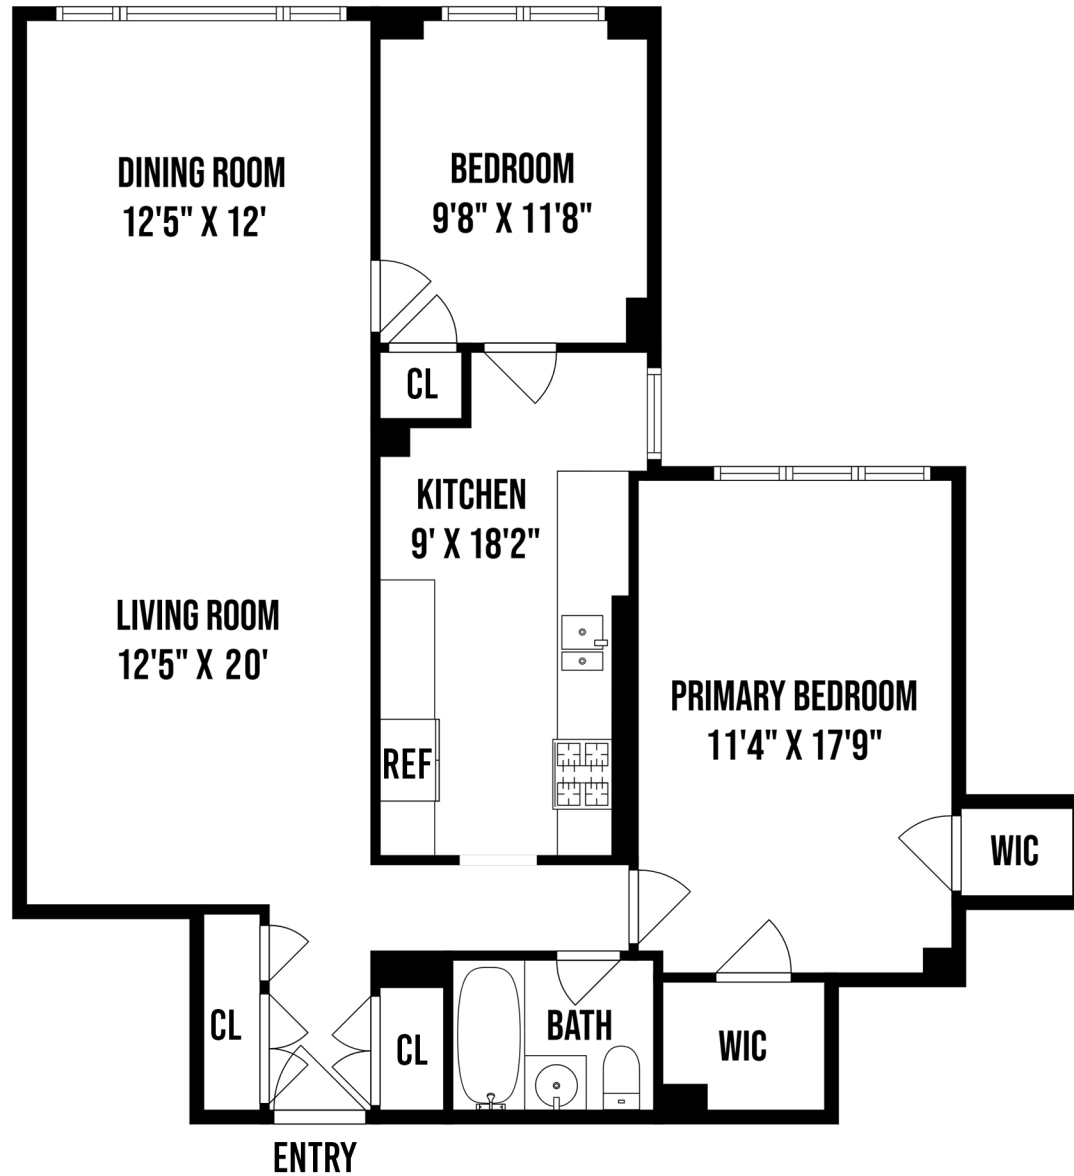 DINING ROOM
12'5" X 12'
BEDROOM
9'8" X 11'8"
CL
KITCHEN
9' X 18'2"
LIVING ROOM
12'5" X 20'
PRIMARY BEDROOM
11'4" X 17'9"
REF
WIC
CL
CL
BATH
WIC
ENTRY